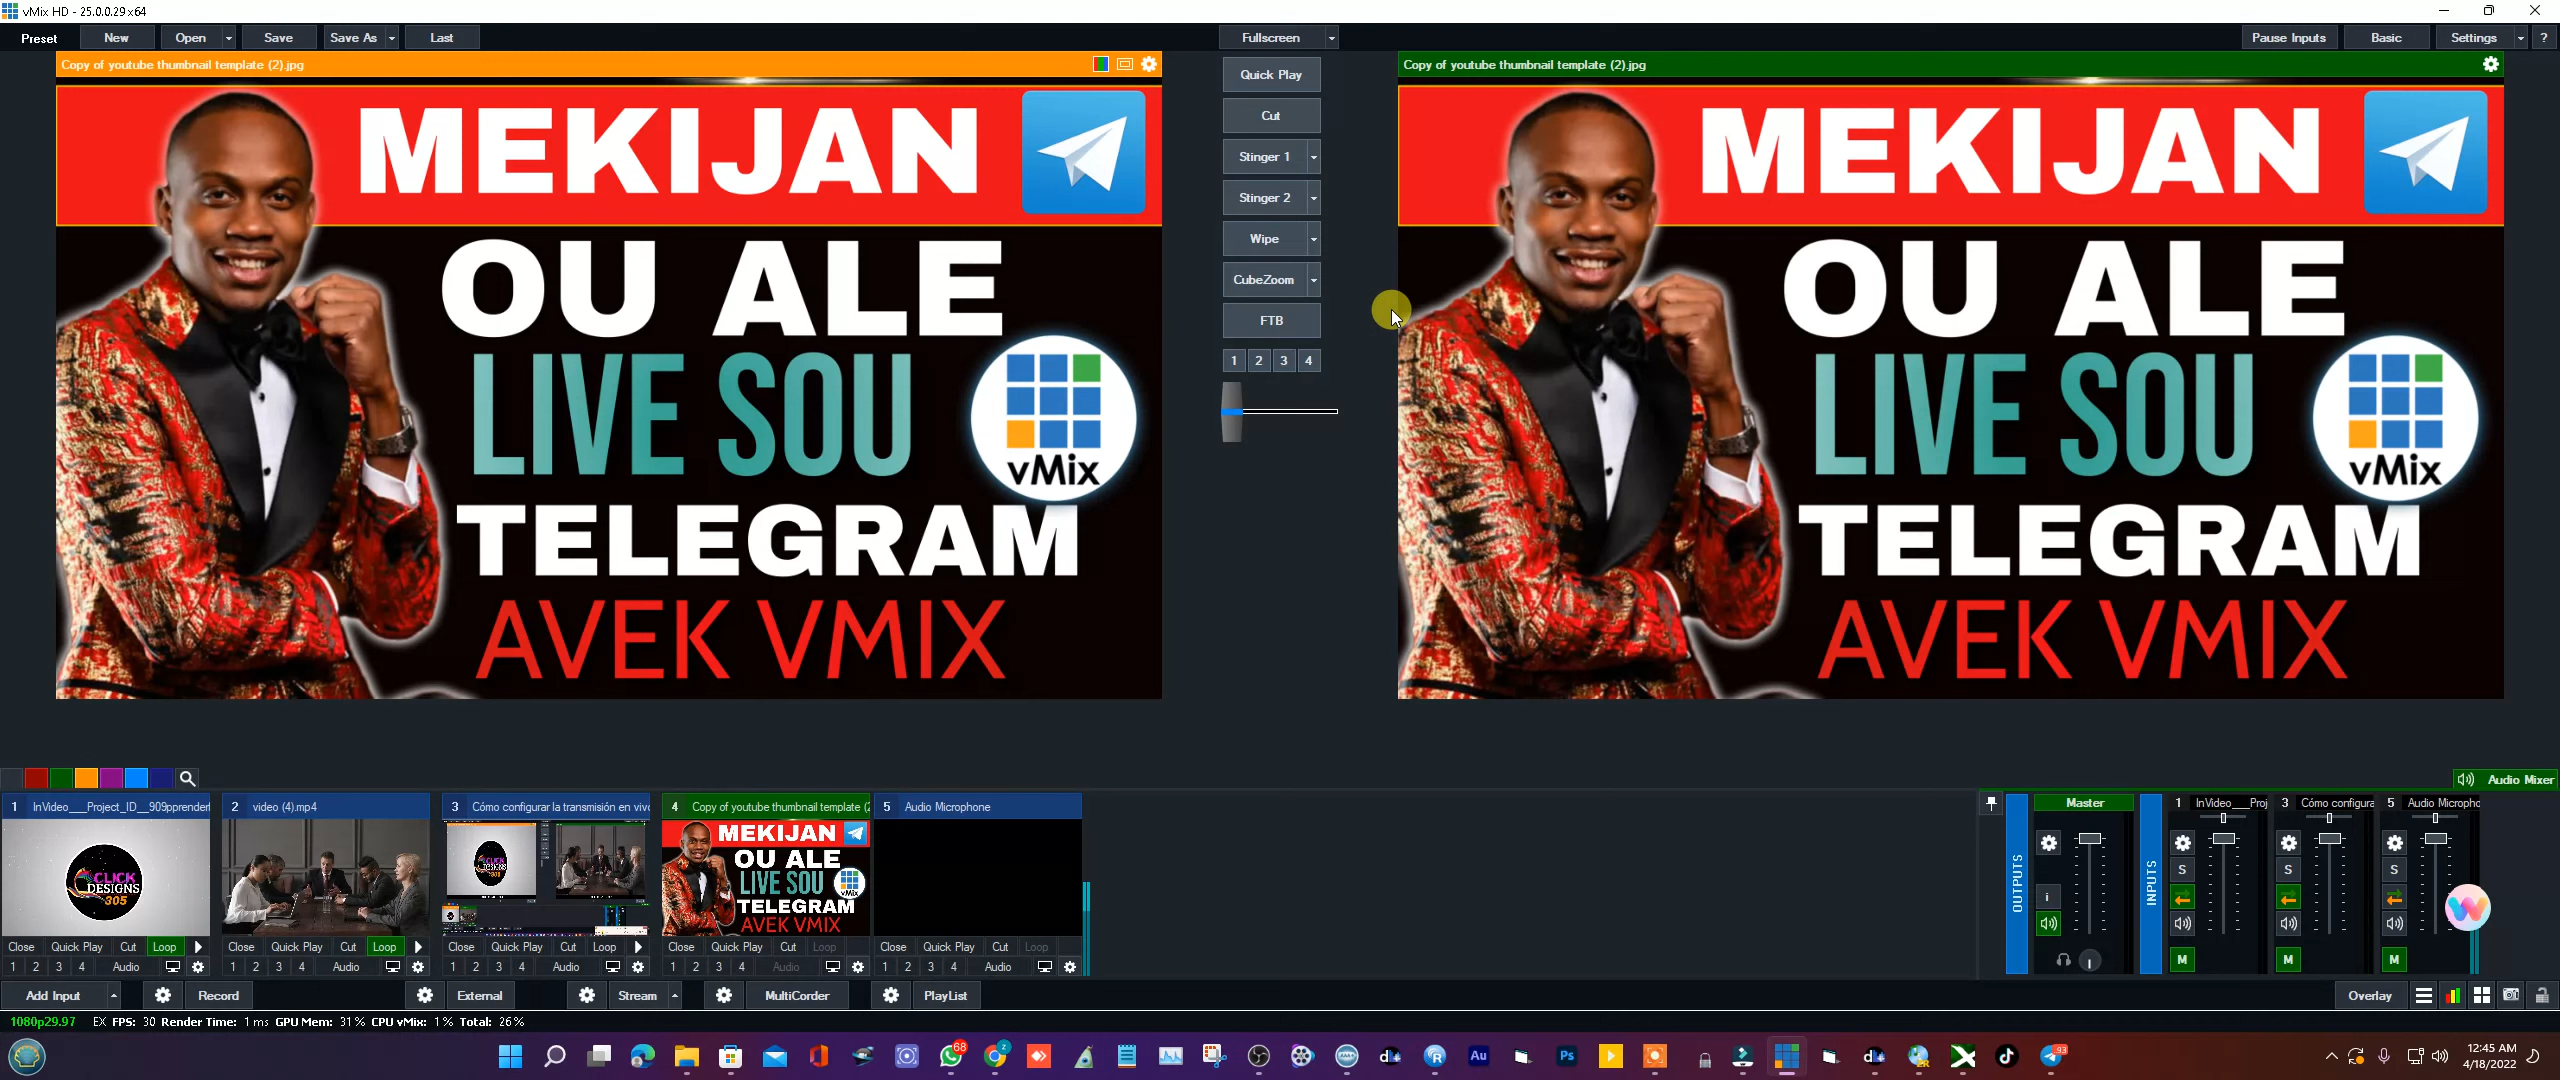 vMix HD - 25.0.0.29 x64
Preset New Open Save Save As Last Fullscreen Pause Inputs Basic Settings ?
Copy of youtube thumbnail template (2).jpg
MEKIJAN
OU ALE
LIVE SOU
vMix
TELEGRAM
AVEK VMIX
Quick Play
Cut
Stinger 1
Stinger 2
Wipe
CubeZoom
FTB
1 2 3 4
Copy of youtube thumbnail template (2).jpg
MEKIJAN
OU ALE
LIVE SOU
vMix
TELEGRAM
AVEK VMIX
Audio Mixer
1 InVideo___Project_ID__909pprenderl
CLICK
DESIGNS
305
Close Quick Play Cut Loop
1 2 3 4 Audio
2 video (4).mp4
Close Quick Play Cut Loop
1 2 3 4 Audio
3 Cómo configurar la transmisión en vivo
Close Quick Play Cut Loop
1 2 3 4 Audio
4 Copy of youtube thumbnail template (2
MEKIJAN
OU ALE
LIVE SOU
vMix
TELEGRAM
AVEK VMIX
Close Quick Play Cut Loop
1 2 3 4 Audio
5 Audio Microphone
Close Quick Play Cut Loop
1 2 3 4 Audio
OUTPUTS
Master
i
INPUTS
1 InVideo___Proj
S
M
3 Cómo configura
S
M
5 Audio Micropho
S
M
Add Input Record External Stream MultiCorder PlayList Overlay
1080p29.97 EX FPS: 30 Render Time: 1 ms GPU Mem: 31 % CPU vMix: 1 % Total: 26 %
68
z
Au
Ps
93
12:45 AM
4/18/2022